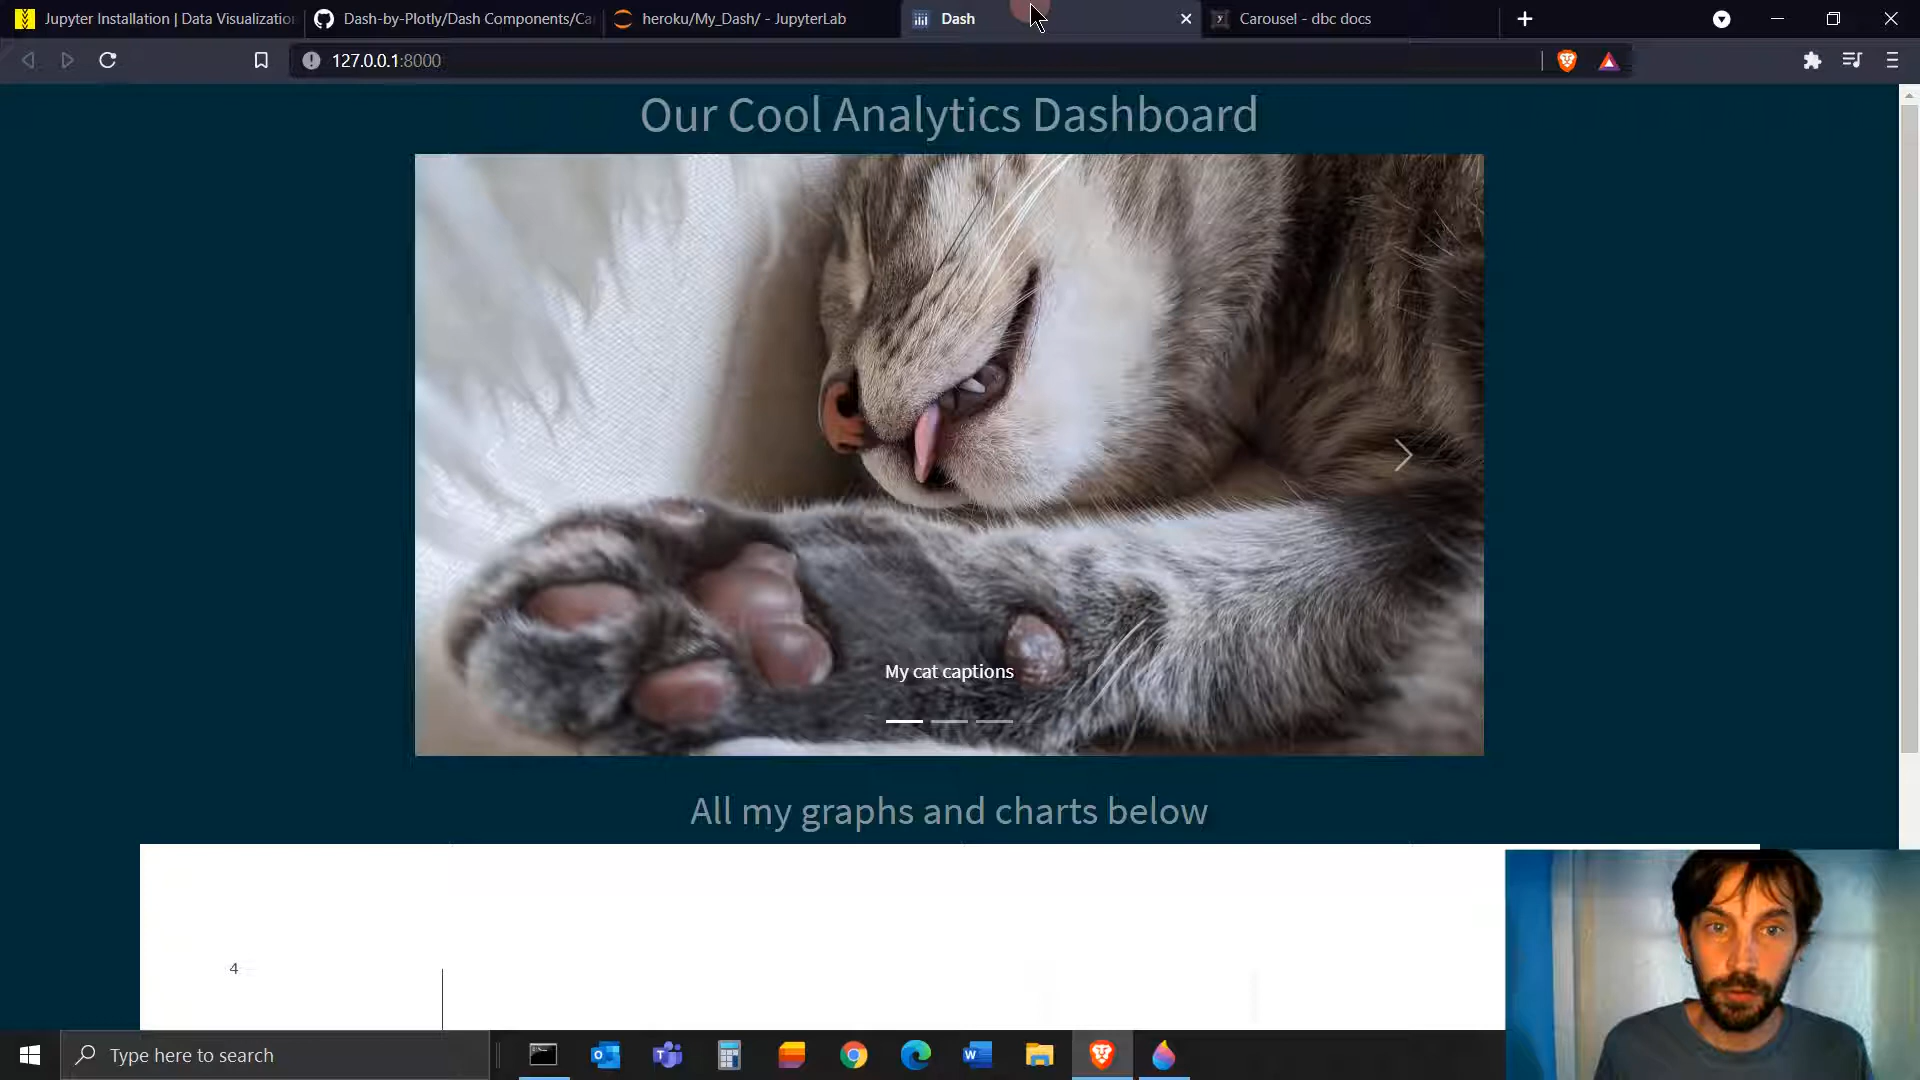 Jupyter Installation | Data Visualizatio
Dash-by-Plotly/Dash Components/Ca
heroku/My_Dash/ - JupyterLab
Dash
Carousel - dbc docs
127.0.0.1:8000
Our Cool Analytics Dashboard
My cat captions
All my graphs and charts below
4
Type here to search